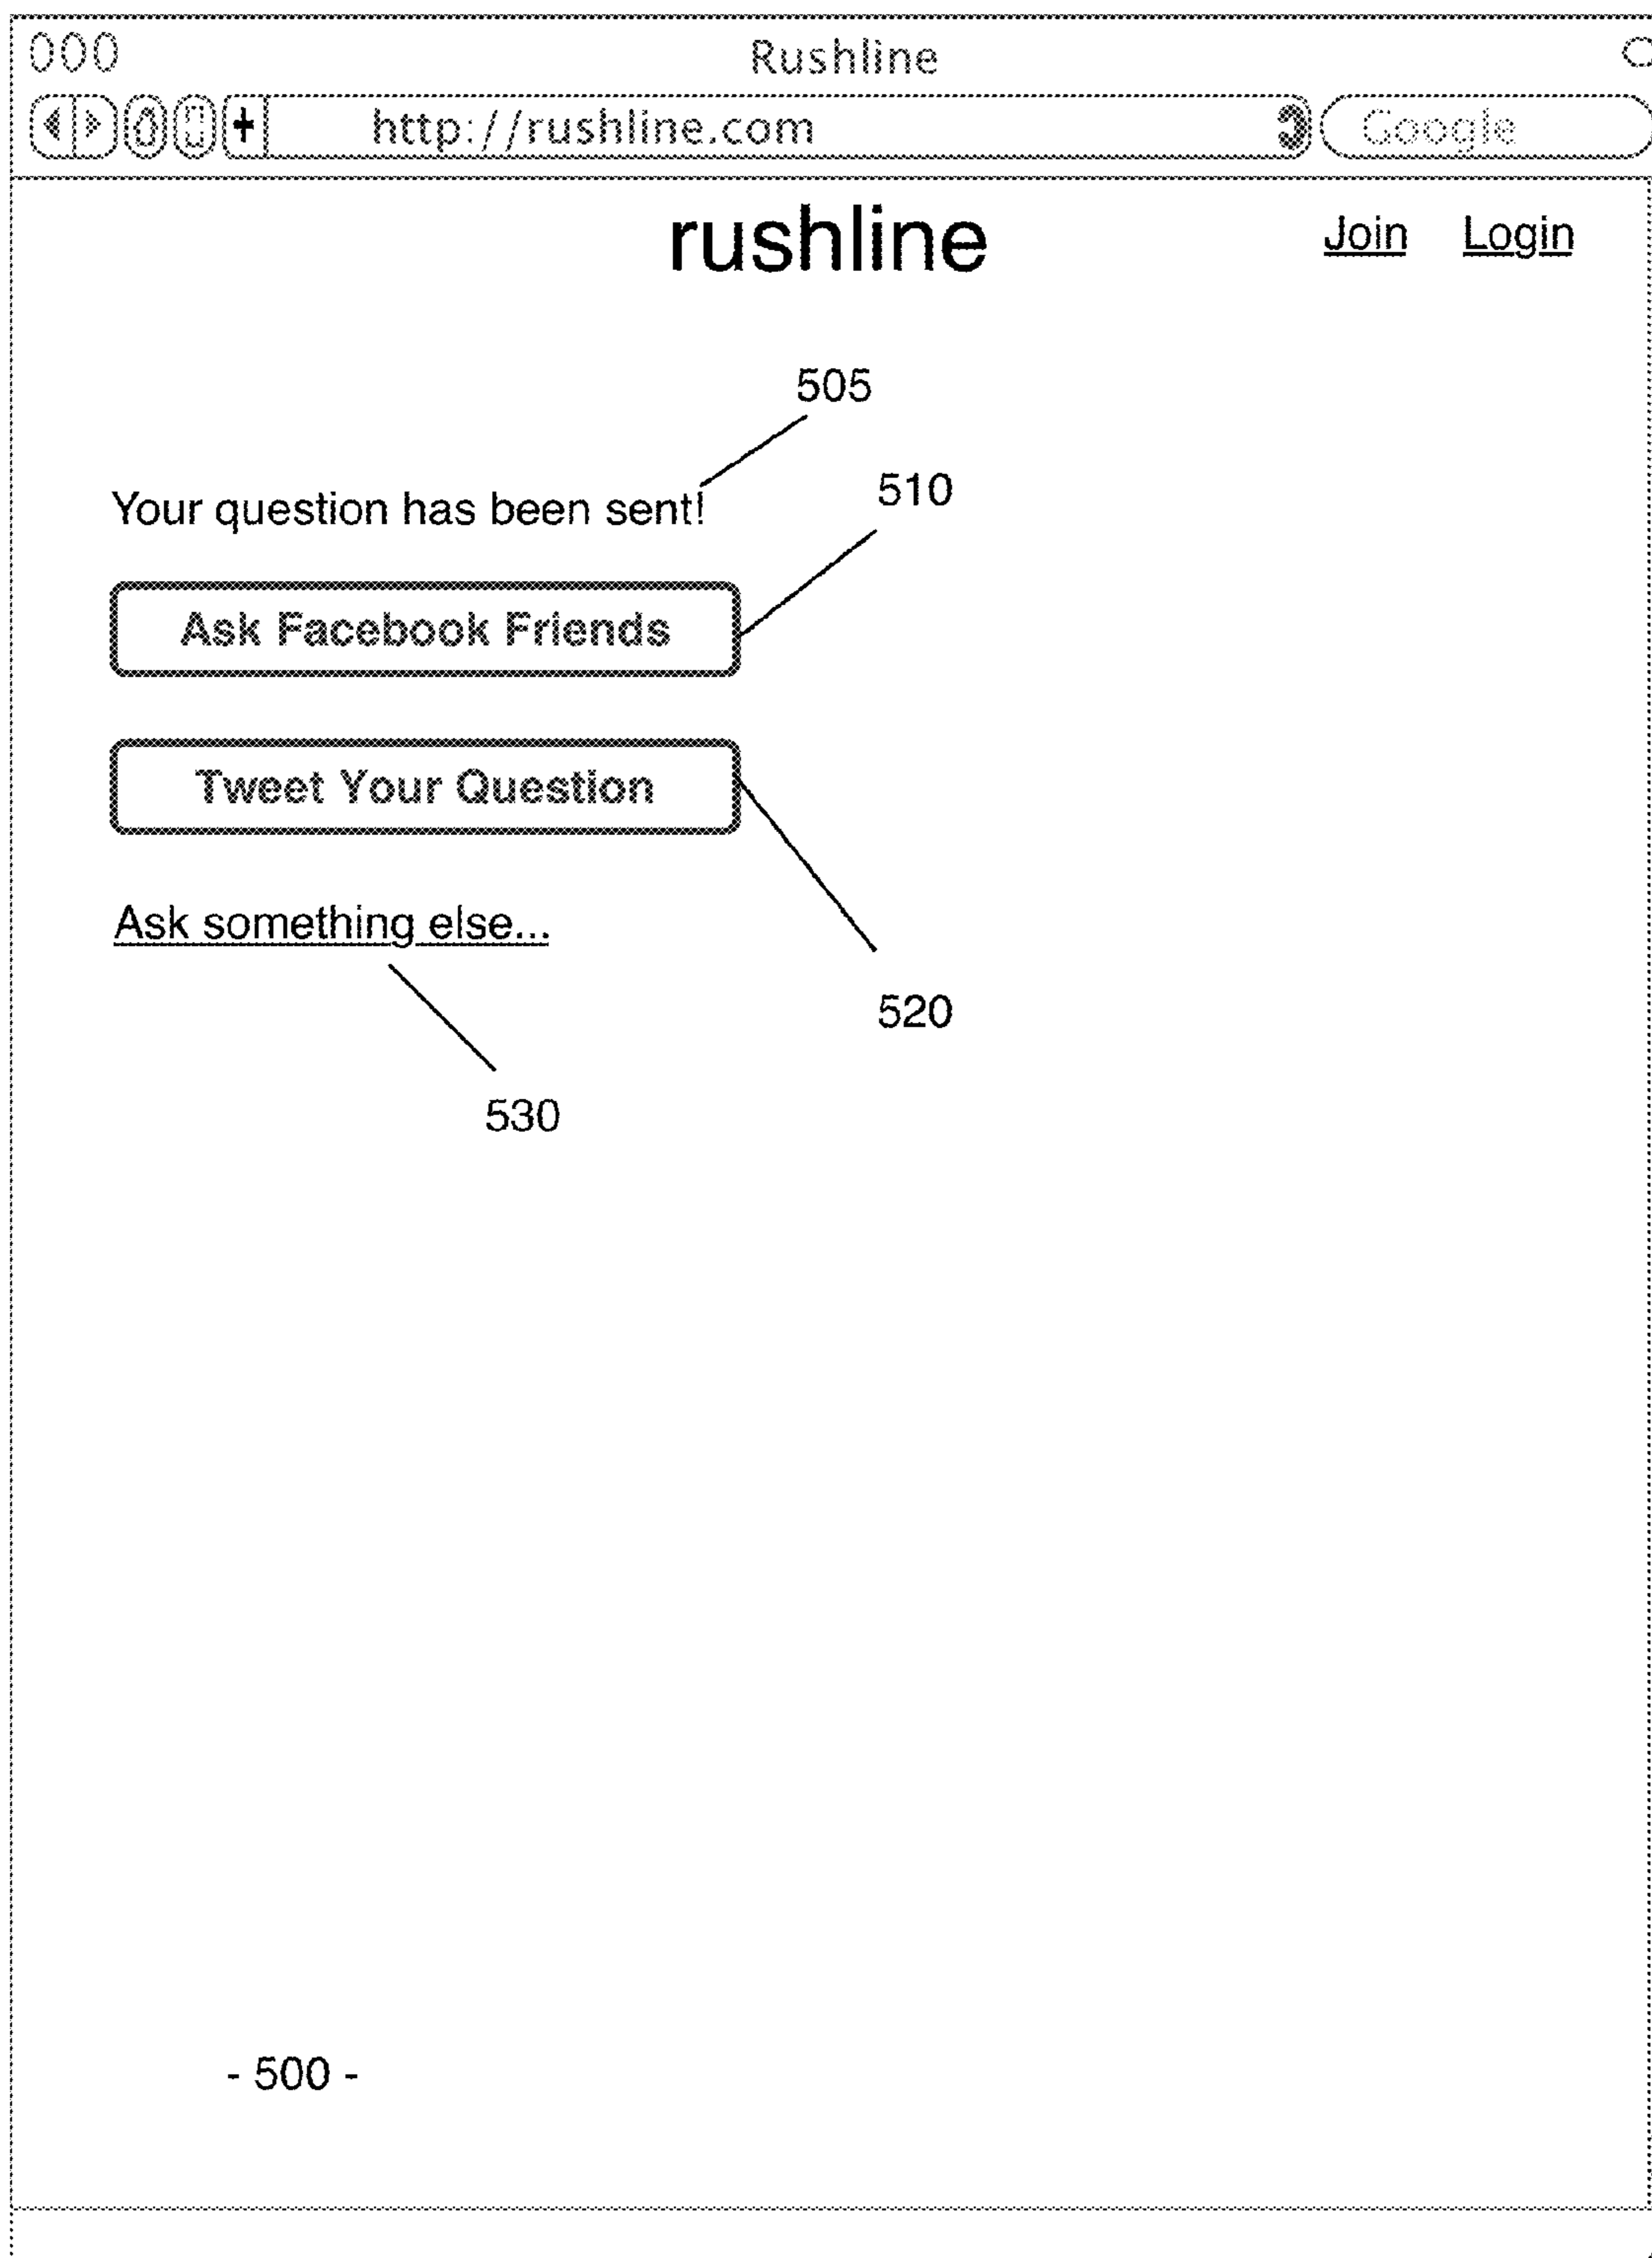 Rushline
http://rushline.com
Google
rushline
Join Login
505
Your question has been sent!
510
Ask Facebook Friends
Tweet Your Question
Ask something else...
520
530
- 500 -